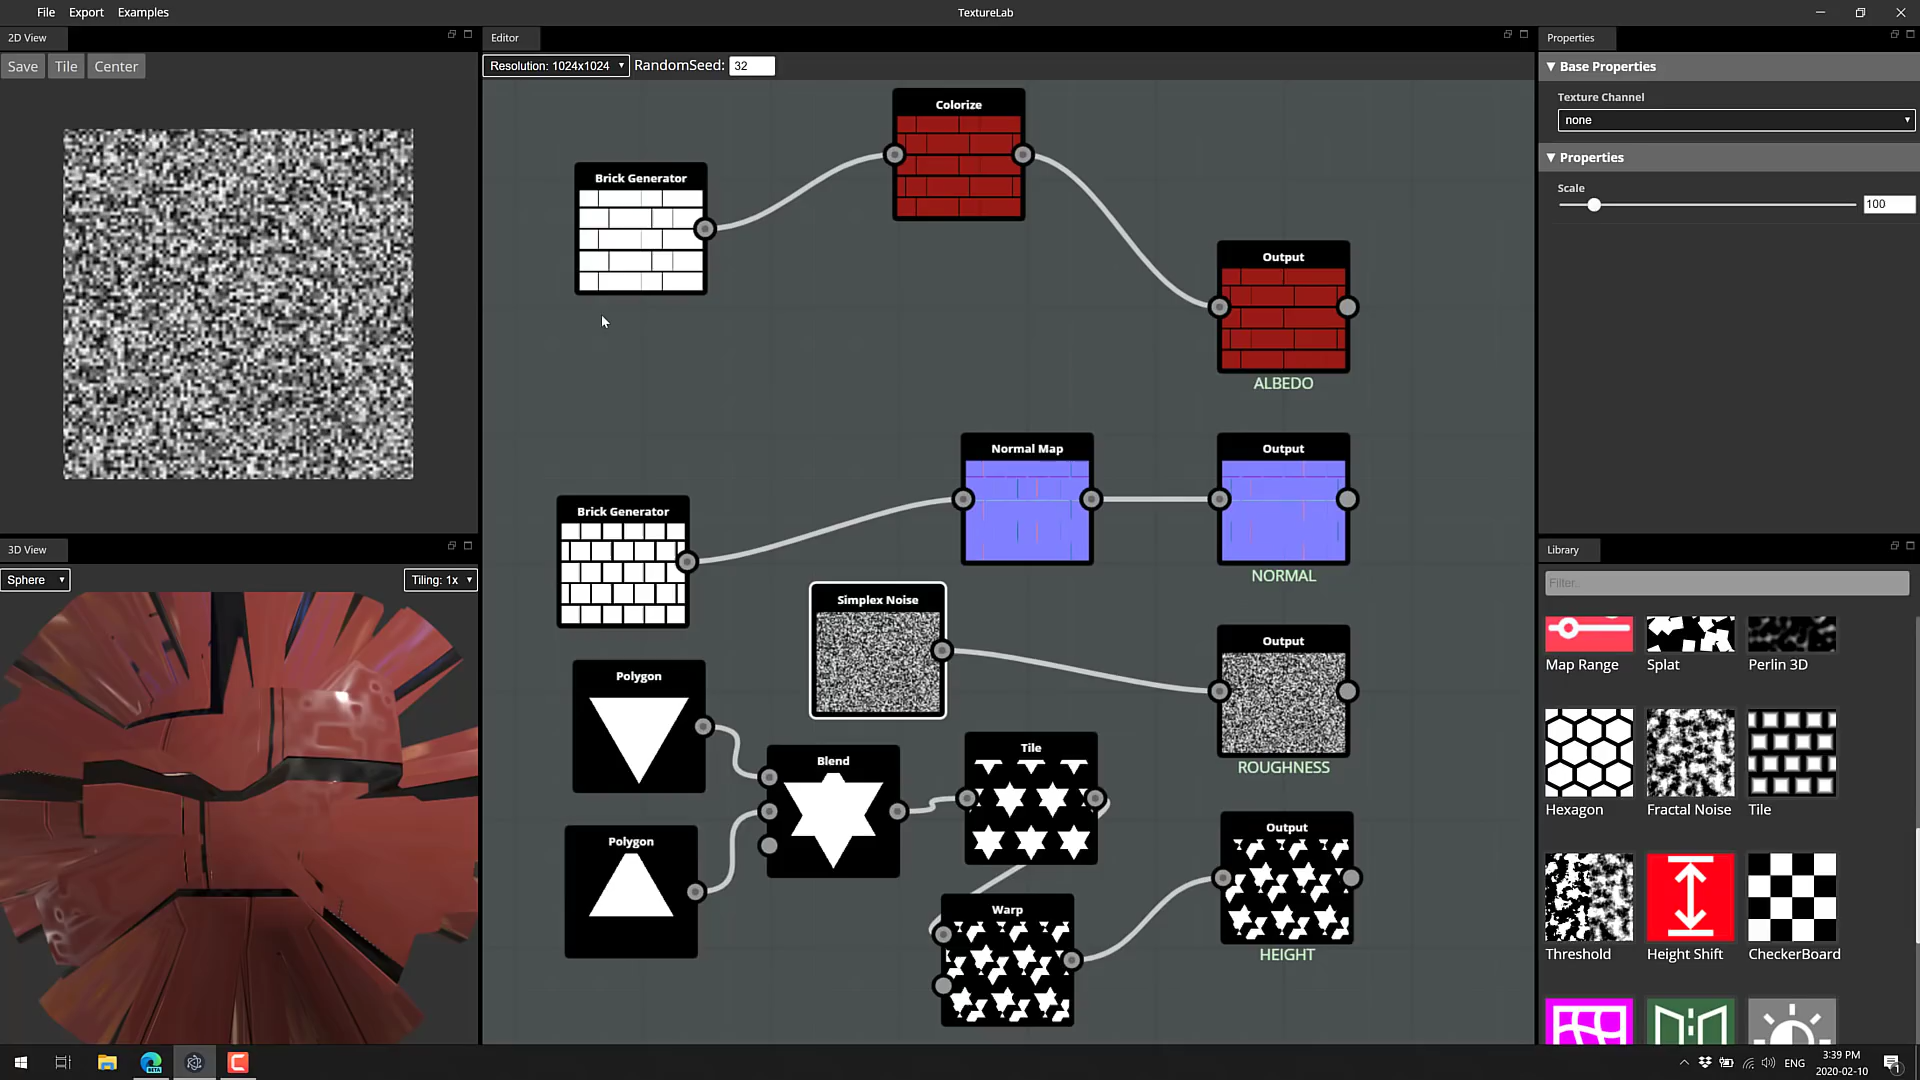 File Export Examples
TextureLab
2D View
Save Tile Center
3D View
Sphere
Tiling: 1x
Editor
Resolution: 1024x1024 RandomSeed: 32
Colorize
Brick Generator
Output
ALBEDO
Normal Map
Output
NORMAL
Brick Generator
Simplex Noise
Output
ROUGHNESS
Polygon
Blend
Tile
Polygon
Warp
Output
HEIGHT
Properties
Base Properties
Texture Channel
none
Properties
Scale
100
Library
Filter..
Map Range Splat Perlin 3D
Hexagon Fractal Noise Tile
Threshold Height Shift CheckerBoard
BETA
ENG
3:39 PM
2020-02-10
1